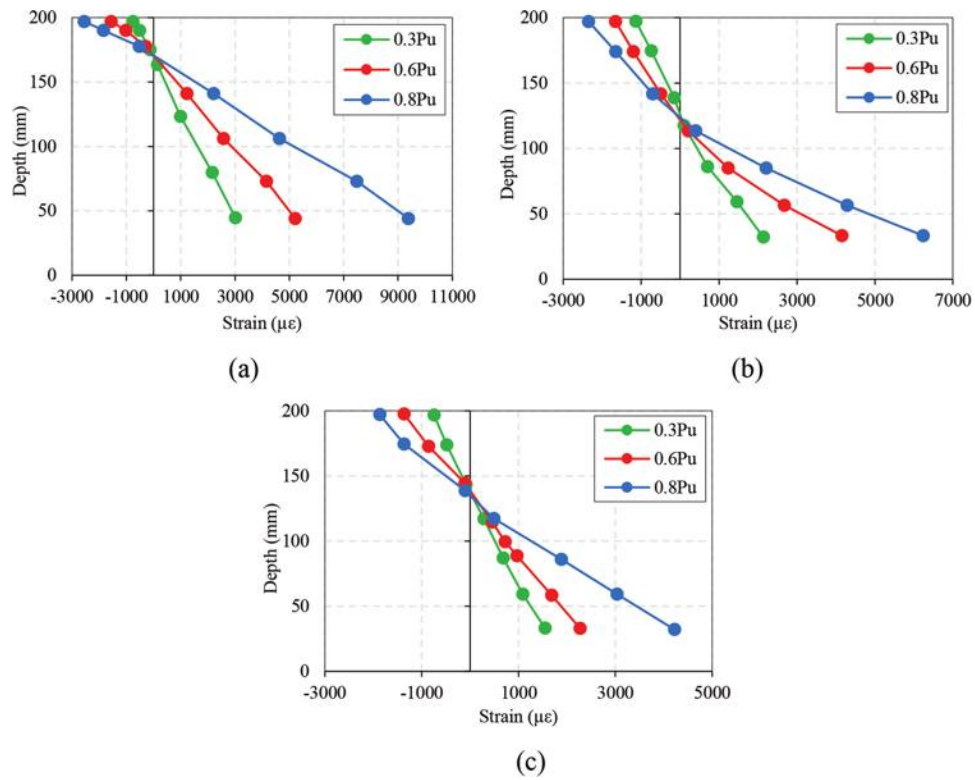 200
150
100
50
0
Depth (mm)
-3000 -1000 1000 3000 5000 7000 9000 11000
Strain (με)
0.3Pu
0.6Pu
0.8Pu
(a)
200
150
100
50
0
Depth (mm)
-3000 -1000 1000 3000 5000 7000
Strain (με)
0.3Pu
0.6Pu
0.8Pu
(b)
200
150
100
50
0
Depth (mm)
-3000 -1000 1000 3000 5000
Strain (με)
0.3Pu
0.6Pu
0.8Pu
(c)